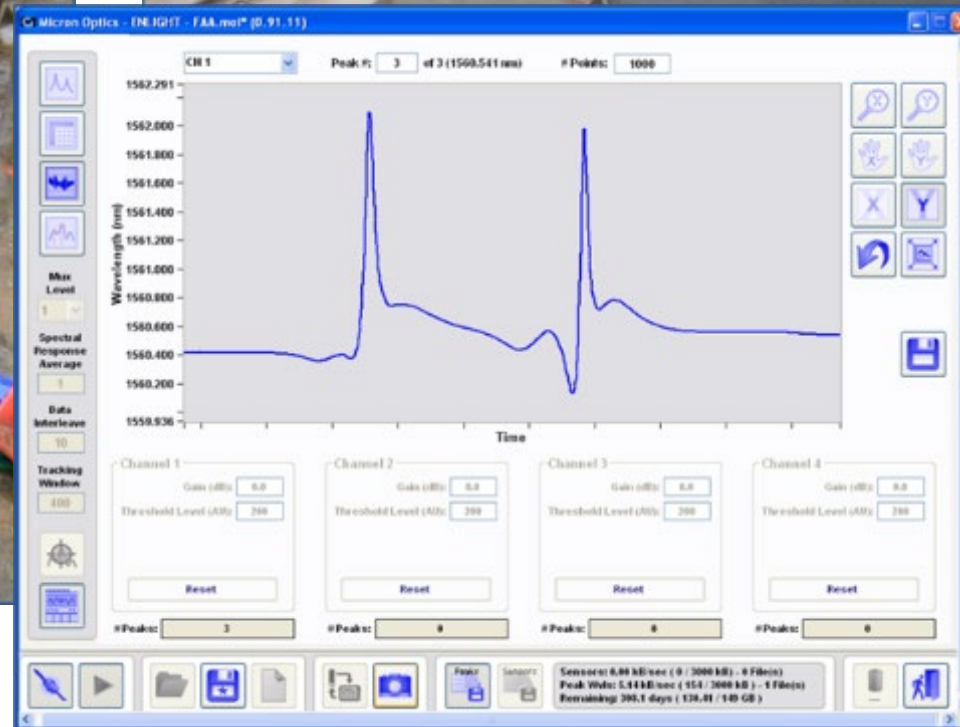 Micron Optics - ENLIGHT - FAA.moi* (0.91.11)
CH 1
Peak #: 3 of 3 (1560.541 nm)
# Points: 1000
1562.291
1562.000
1561.800
1561.600
1561.400
1561.200
1561.000
1560.800
1560.600
1560.400
1560.200
1559.936
Wavelength (nm)
Time
X Y
X Y
X Y
Mux Level
1
Spectral Response Average
1
Data Interleave
10
Tracking Window
400
Channel 1
Gain (dB): 0.0
Threshold Level (AU): 200
Reset
# Peaks: 3
Channel 2
Gain (dB): 0.0
Threshold Level (AU): 200
Reset
# Peaks: 0
Channel 3
Gain (dB): 0.0
Threshold Level (AU): 200
Reset
# Peaks: 0
Channel 4
Gain (dB): 0.0
Threshold Level (AU): 200
Reset
# Peaks: 0
Peaks
Sensors
Sensors: 0.00 kB/sec ( 0 / 3000 kB) - 0 File(s)
Peak Wvls: 5.14 kB/sec ( 154 / 3000 kB ) - 1 File(s)
Remaining: 308.1 days ( 130.41 / 149 GB )